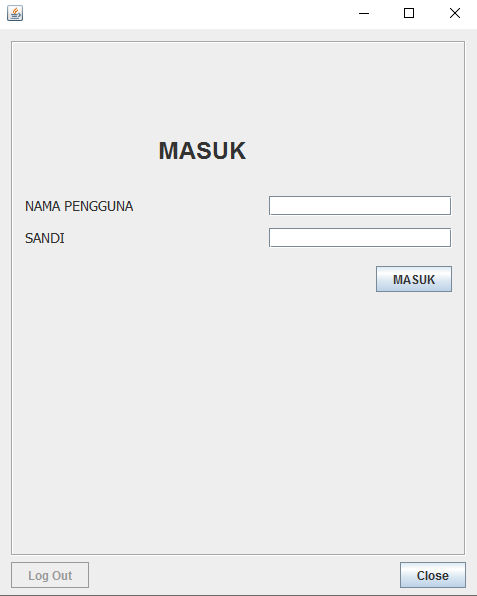 MASUK
NAMA PENGGUNA
SANDI
MASUK
Log Out
Close